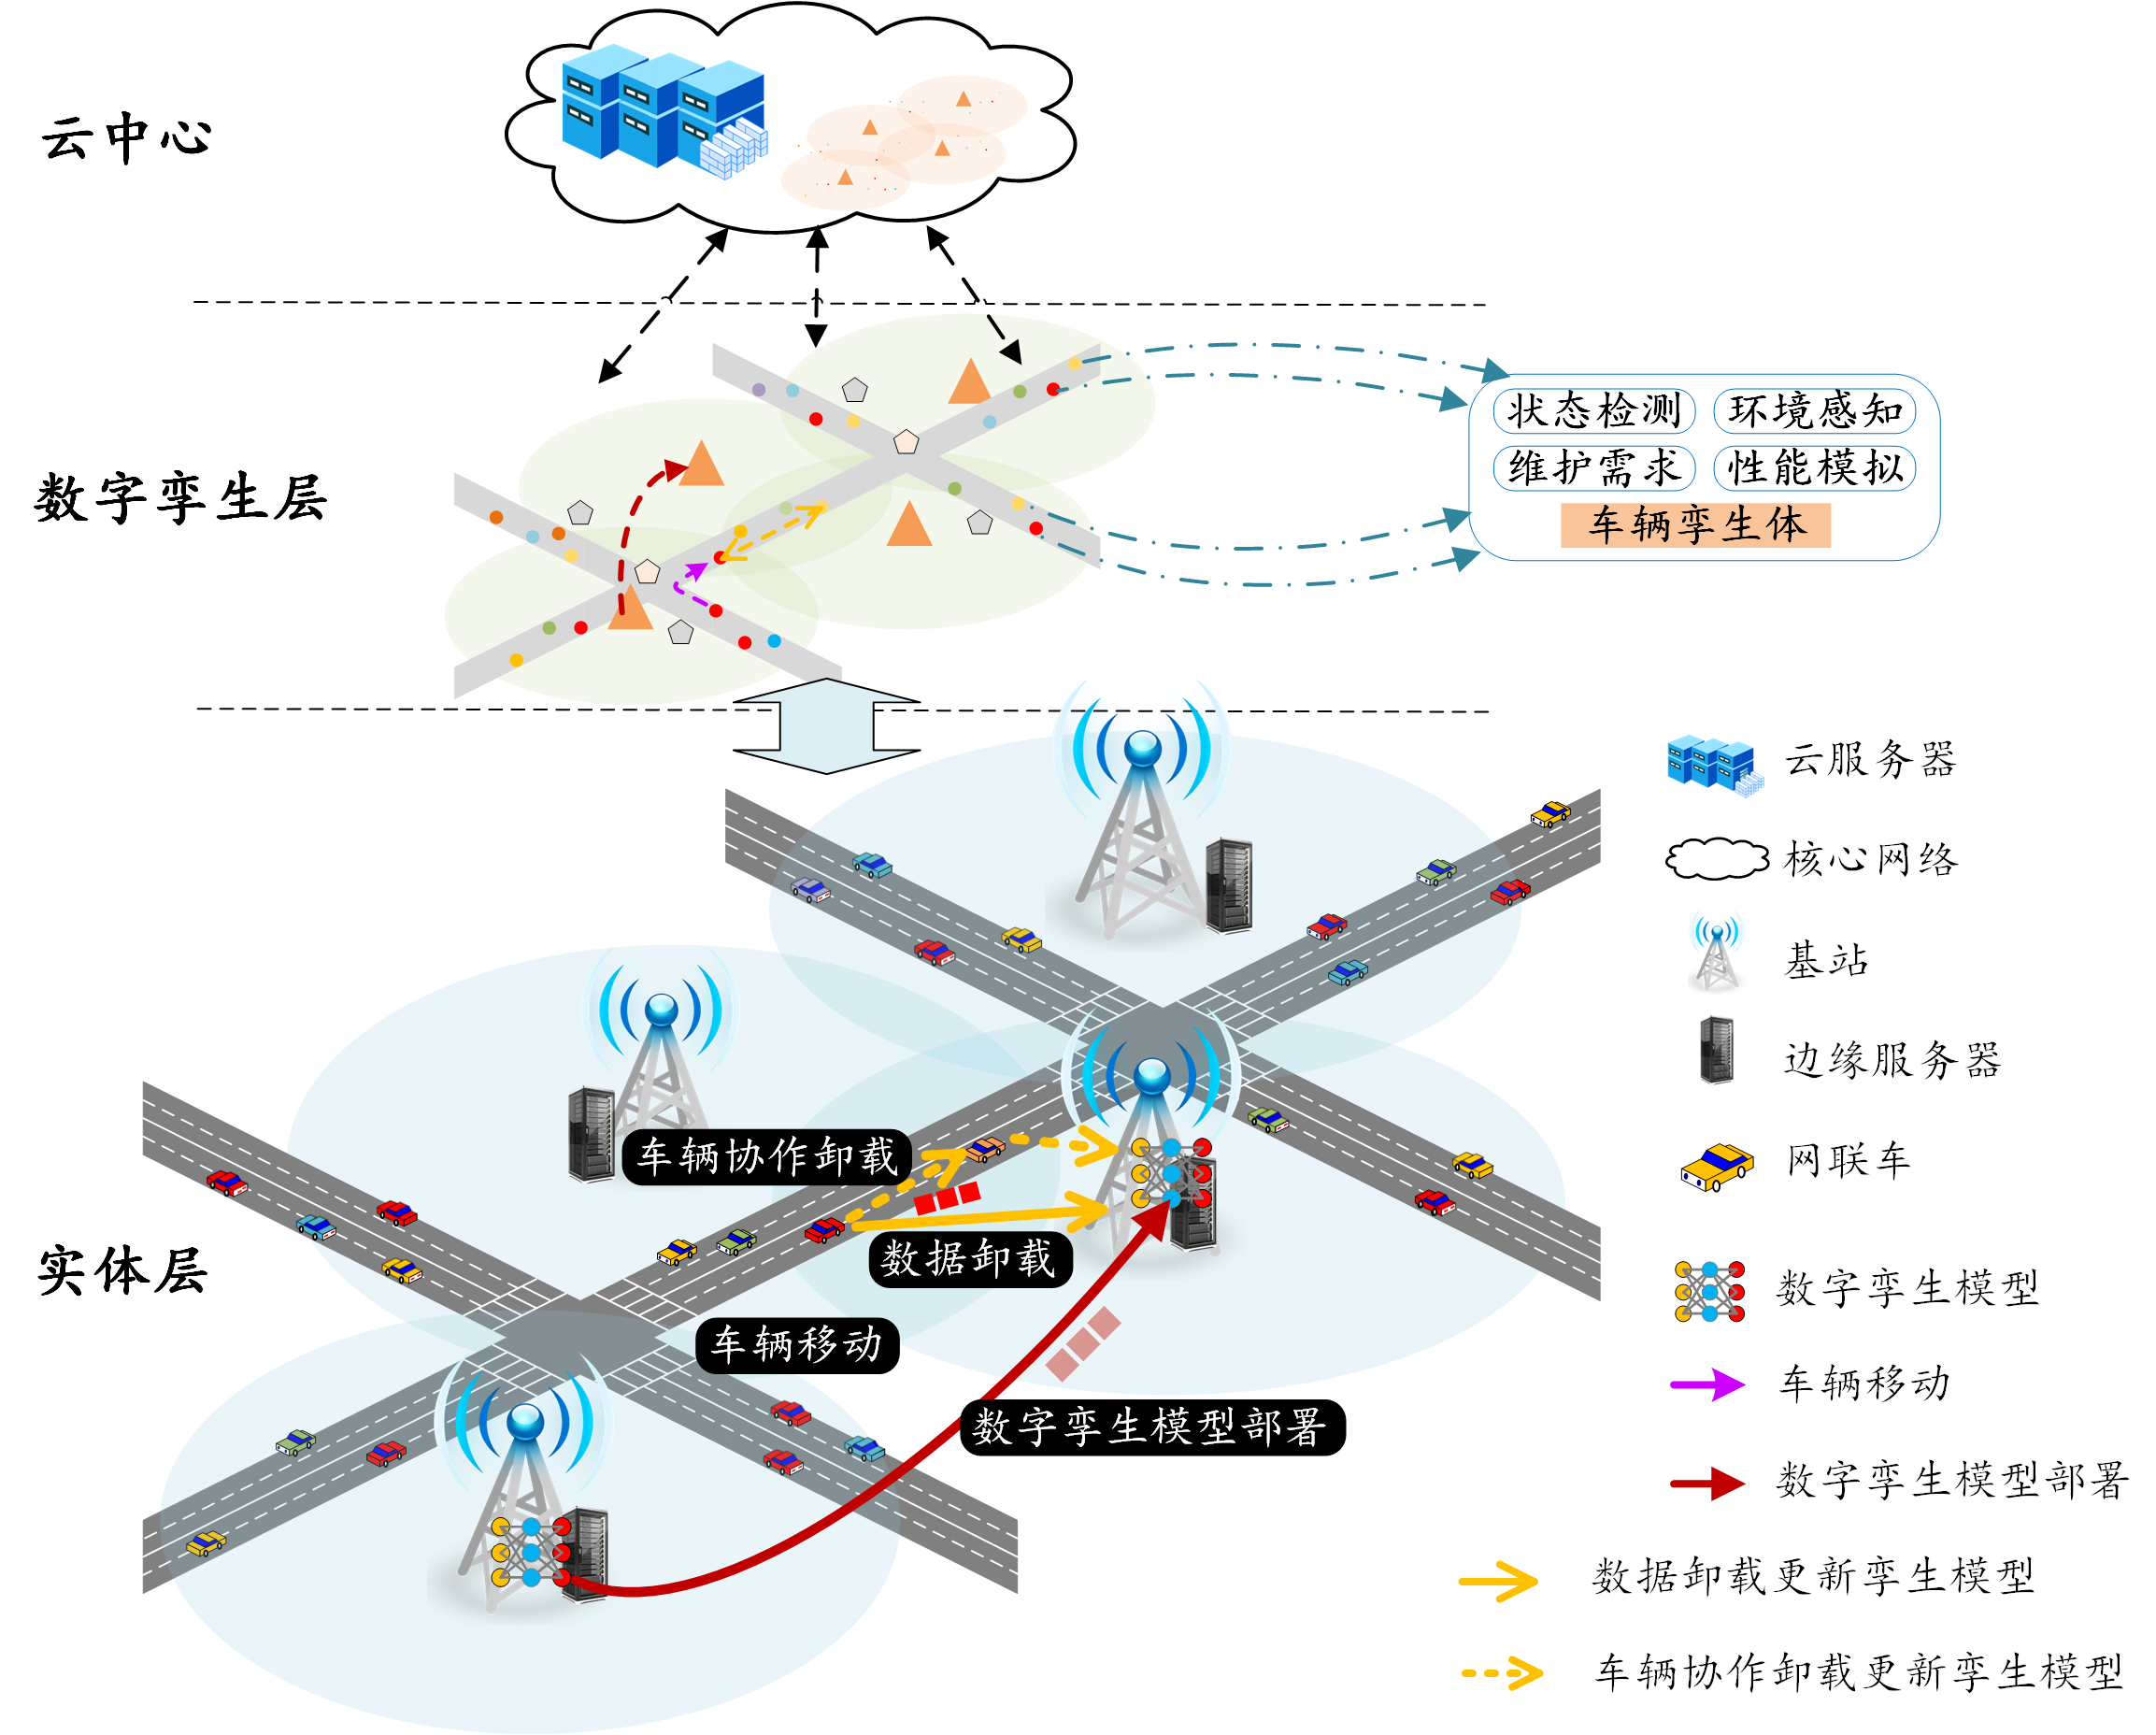 云中心
数字孪生层
状态检测
环境感知
维护需求
性能模拟
车辆孪生体
实体层
车辆协作卸载
数据卸载
车辆移动
数字孪生模型部署
云服务器
核心网络
基站
边缘服务器
网联车
数字孪生模型
车辆移动
数字孪生模型部署
数据卸载更新孪生模型
车辆协作卸载更新孪生模型